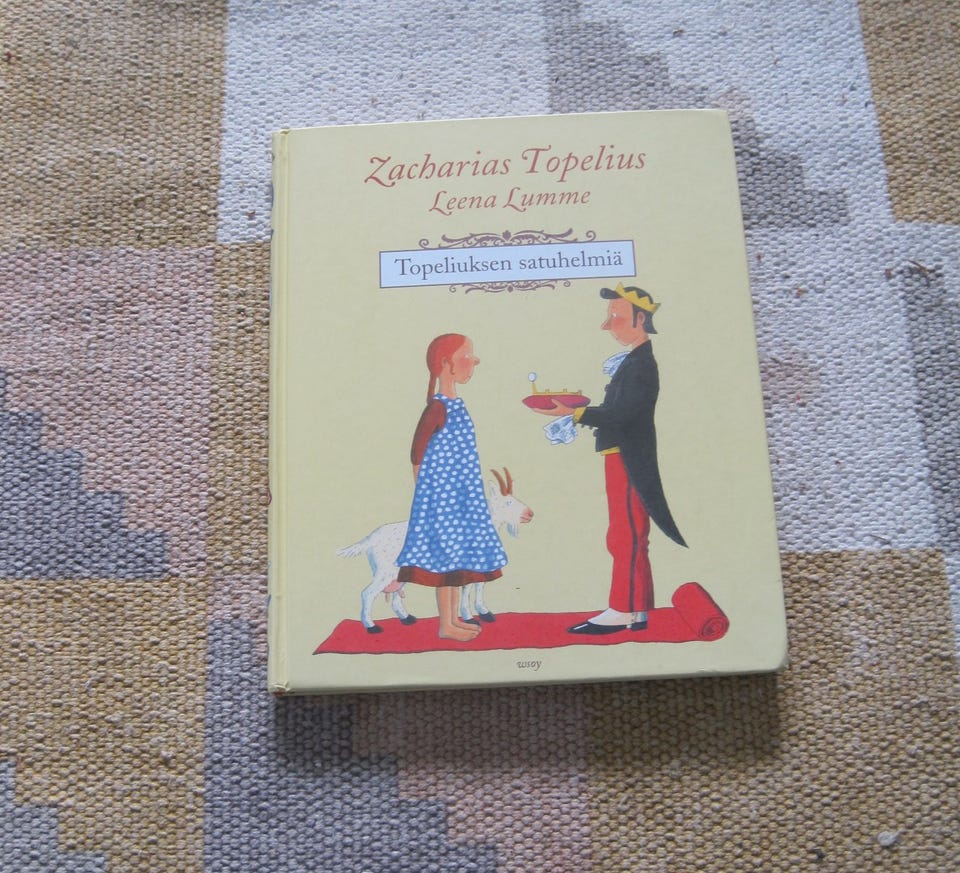 Zacharias Topelius
Leena Lumme
Topeliuksen satuhelmiä
wsoy